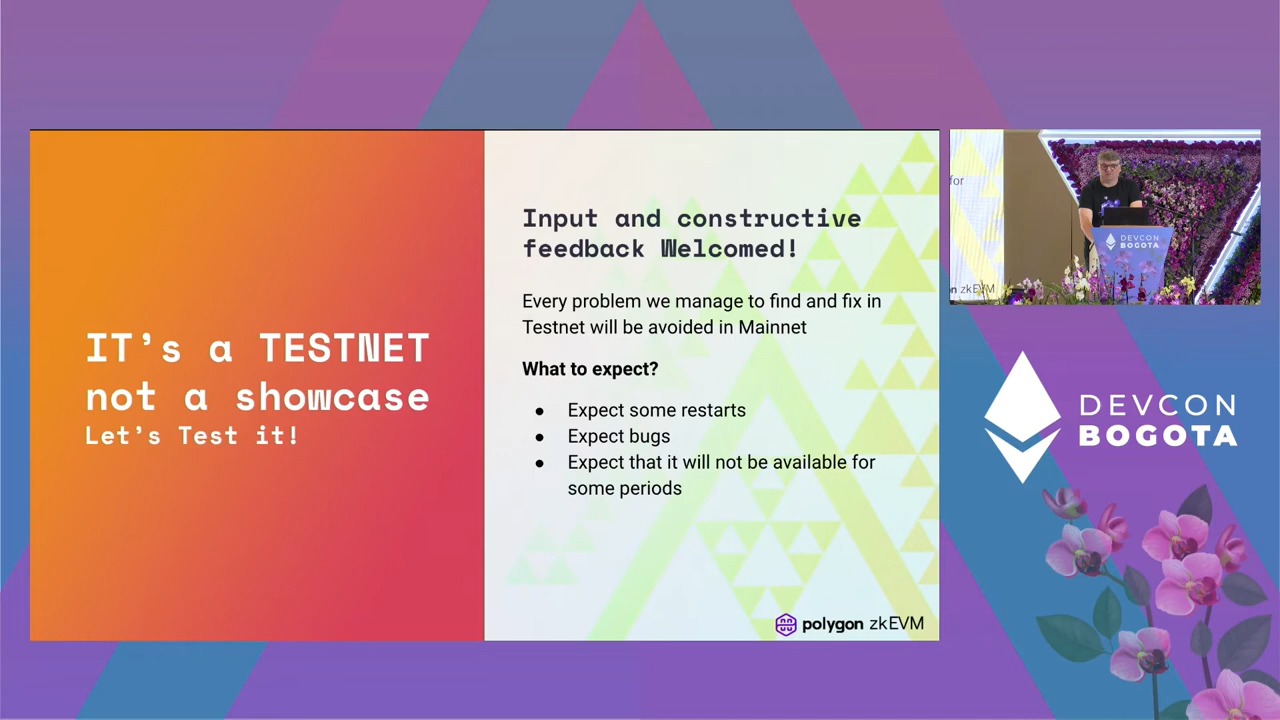 IT's a TESTNET
not a showcase
Let's Test it!
Input and constructive
feedback Welcomed!
Every problem we manage to find and fix in
Testnet will be avoided in Mainnet
What to expect?
● Expect some restarts
● Expect bugs
● Expect that it will not be available for
some periods
polygon zkEVM
for
n zkEVM
DEVCON
BOGOTA
DEVCON
BOGOTA